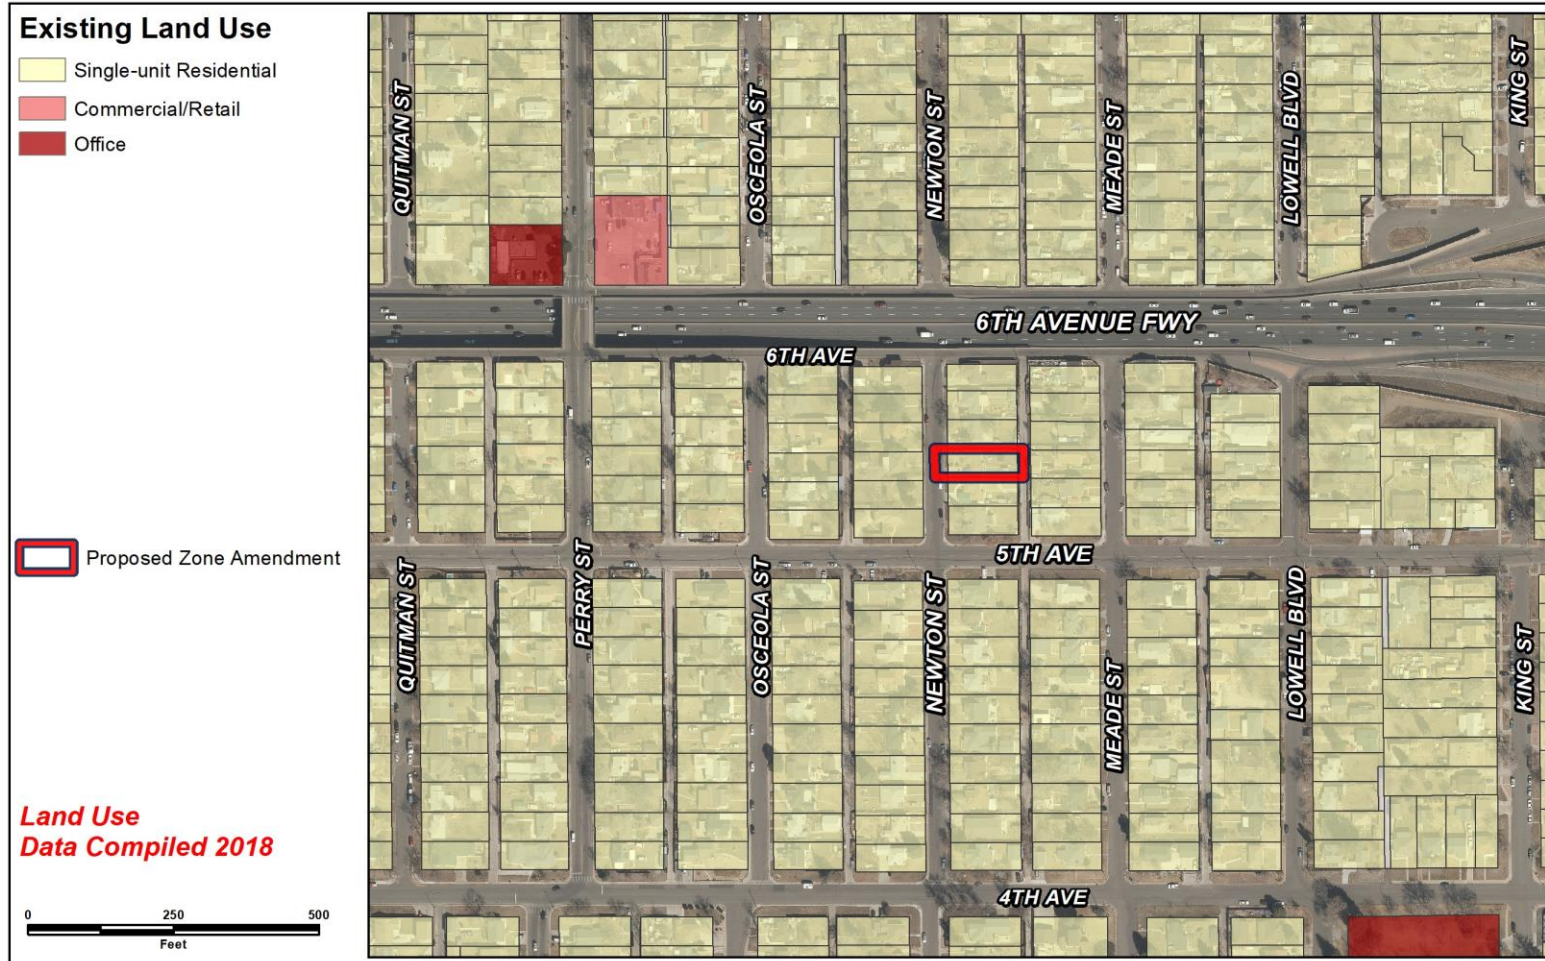 Existing Land Use
Single-unit Residential
Commercial/Retail
Office
Proposed Zone Amendment
Land Use
Data Compiled 2018
0 250 500
Feet
QUITMAN ST
OSCEOLA ST
NEWTON ST
MEADE ST
LOWELL BLVD
KING ST
6TH AVENUE FWY
6TH AVE
5TH AVE
QUITMAN ST
PERRY ST
OSCEOLA ST
NEWTON ST
MEADE ST
LOWELL BLVD
KING ST
4TH AVE